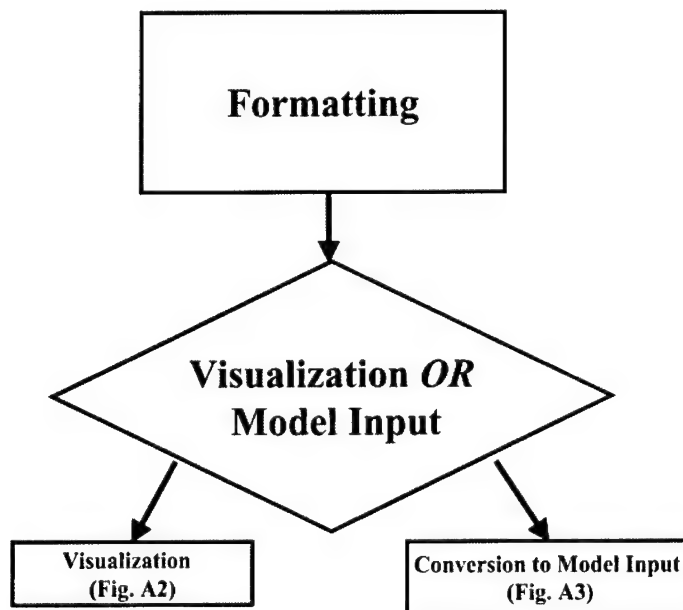 Formatting
Visualization OR
Model Input
Visualization
(Fig. A2)
Conversion to Model Input
(Fig. A3)